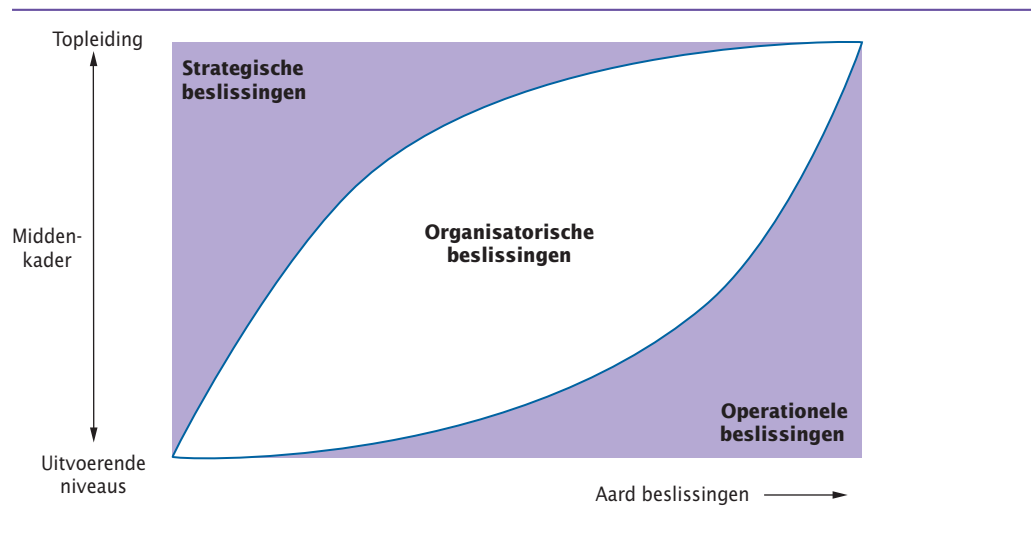 Topleiding
Strategische
beslissingen
Midden-
kader
Organisatorische
beslissingen
Operationele
beslissingen
Uitvoerende
niveaus
Aard beslissingen